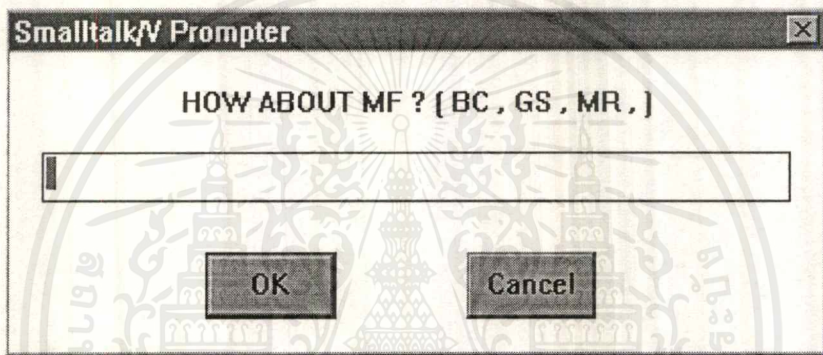 Smalltalk/V Prompter
HOW ABOUT MF ? ( BC , GS , MR , )
OK
Cancel